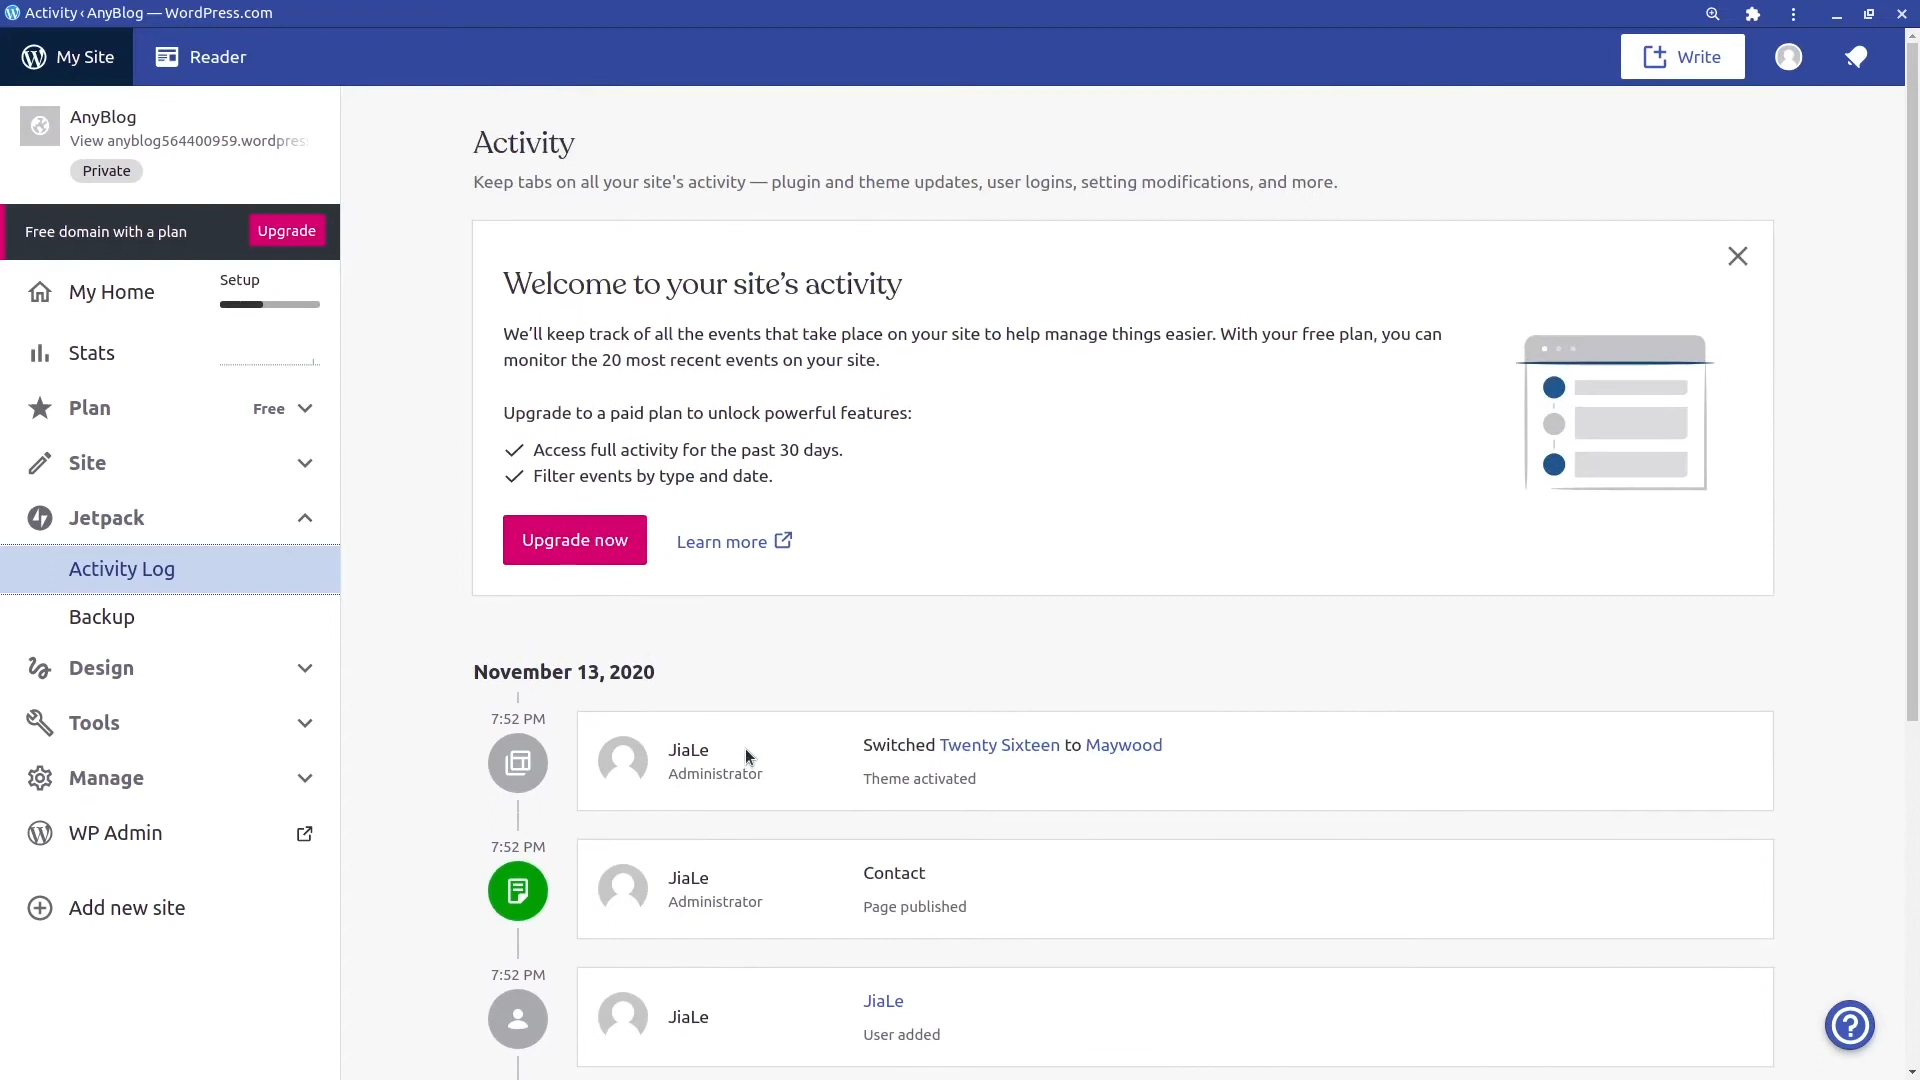 Activity ‹ AnyBlog — WordPress.com
My Site
Reader
Write
AnyBlog
View anyblog564400959.wordpres
Private
Free domain with a plan
Upgrade
My Home
Setup
Stats
Plan
Free
Site
Jetpack
Activity Log
Backup
Design
Tools
Manage
WP Admin
Add new site
Activity
Keep tabs on all your site's activity — plugin and theme updates, user logins, setting modifications, and more.
Welcome to your site’s activity
We’ll keep track of all the events that take place on your site to help manage things easier. With your free plan, you can
monitor the 20 most recent events on your site.
Upgrade to a paid plan to unlock powerful features:
Access full activity for the past 30 days.
Filter events by type and date.
Upgrade now
Learn more
November 13, 2020
7:52 PM
JiaLe
Administrator
Switched Twenty Sixteen to Maywood
Theme activated
7:52 PM
JiaLe
Administrator
Contact
Page published
7:52 PM
JiaLe
JiaLe
User added